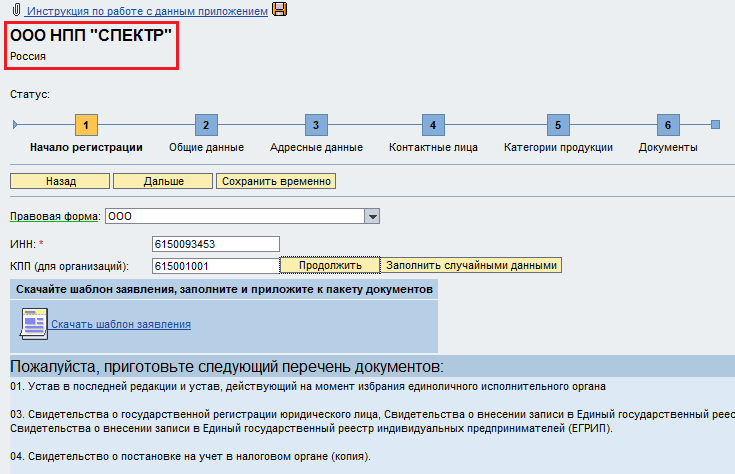 Инструкция по работе с данным приложением
ООО НПП "СПЕКТР"
Россия
Статус:
1 2 3 4 5 6
Начало регистрации Общие данные Адресные данные Контактные лица Категории продукции Документы
Назад Дальше Сохранить временно
Правовая форма: ООО
ИНН: * 6150093453
КПП (для организаций): 615001001 Продолжить Заполнить случайными данными
Скачайте шаблон заявления, заполните и приложите к пакету документов
Скачать шаблон заявления
Пожалуйста, приготовьте следующий перечень документов:
01. Устав в последней редакции и устав, действующий на момент избрания единоличного исполнительного органа
03. Свидетельства о государственной регистрации юридического лица, Свидетельства о внесении записи в Единый государственный реес
Свидетельства о внесении записи в Единый государственный реестр индивидуальных предпринимателей (ЕГРИП).
04. Свидетельство о постановке на учет в налоговом органе (копия).